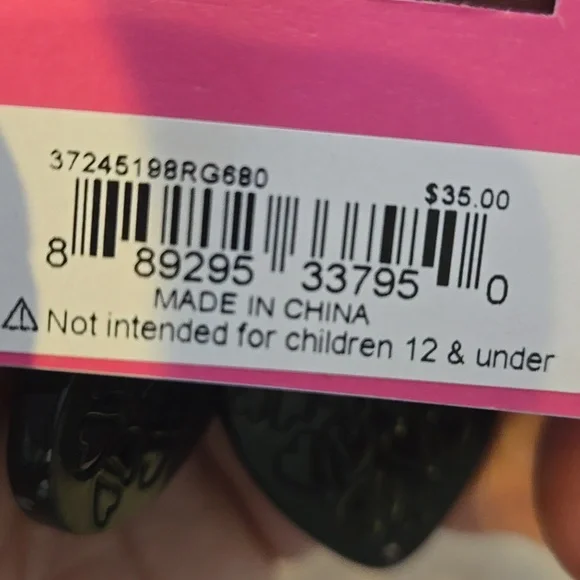 37245198RG680
$35.00
8 89295 33795 0
MADE IN CHINA
⚠ Not intended for children 12 & under